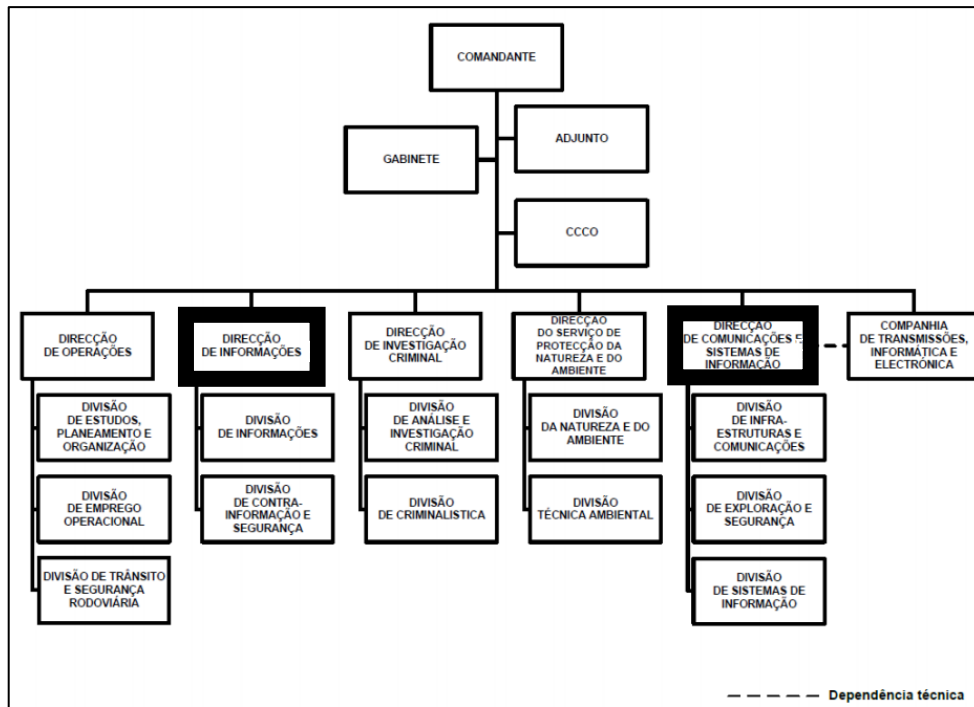 COMANDANTE
ADJUNTO
GABINETE
CCCO
DIRECÇÃO
DE OPERAÇÕES
DIRECÇÃO
DE INFORMAÇÕES
DIRECÇÃO
DE INVESTIGAÇÃO
CRIMINAL
DIRECÇÃO
DO SERVIÇO DE
PROTECÇÃO DA
NATUREZA E DO
AMBIENTE
DIRECÇÃO
DE COMUNICAÇÕES E
SISTEMAS DE
INFORMAÇÃO
COMPANHIA
DE TRANSMISSÕES,
INFORMÁTICA E
ELECTRÓNICA
DIVISÃO
DE ESTUDOS,
PLANEAMENTO E
ORGANIZAÇÃO
DIVISÃO
DE INFORMAÇÕES
DIVISÃO
DE ANÁLISE E
INVESTIGAÇÃO
CRIMINAL
DIVISÃO
DA NATUREZA E DO
AMBIENTE
DIVISÃO
DE INFRA-
ESTRUTURAS E
COMUNICAÇÕES
DIVISÃO
DE EMPREGO
OPERACIONAL
DIVISÃO
DE CONTRA-
INFORMAÇÃO E
SEGURANÇA
DIVISÃO
DE CRIMINALISTICA
DIVISÃO
TÉCNICA AMBIENTAL
DIVISÃO
DE EXPLORAÇÃO E
SEGURANÇA
DIVISÃO DE TRÂNSITO
E SEGURANÇA
RODOVIÁRIA
DIVISÃO
DE SISTEMAS DE
INFORMAÇÃO
Dependência técnica